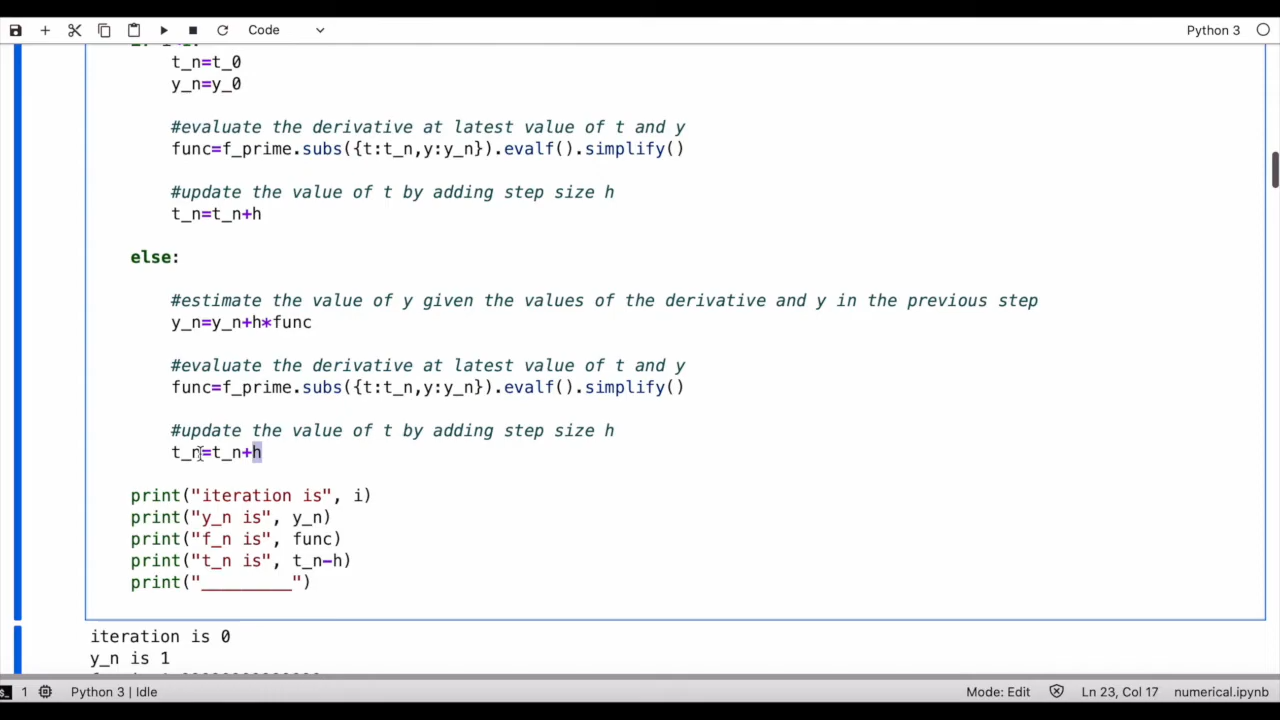 Code
Python 3
t_n=t_0
y_n=y_0
#evaluate the derivative at latest value of t and y
func=f_prime.subs({t:t_n,y:y_n}).evalf().simplify()
#update the value of t by adding step size h
t_n=t_n+h
else:
#estimate the value of y given the values of the derivative and y in the previous step
y_n=y_n+h*func
#evaluate the derivative at latest value of t and y
func=f_prime.subs({t:t_n,y:y_n}).evalf().simplify()
#update the value of t by adding step size h
t_n=t_n+h
print("iteration is", i)
print("y_n is", y_n)
print("f_n is", func)
print("t_n is", t_n-h)
print("_________")
iteration is 0
y_n is 1
1 Python 3 | Idle Mode: Edit Ln 23, Col 17 numerical.ipynb